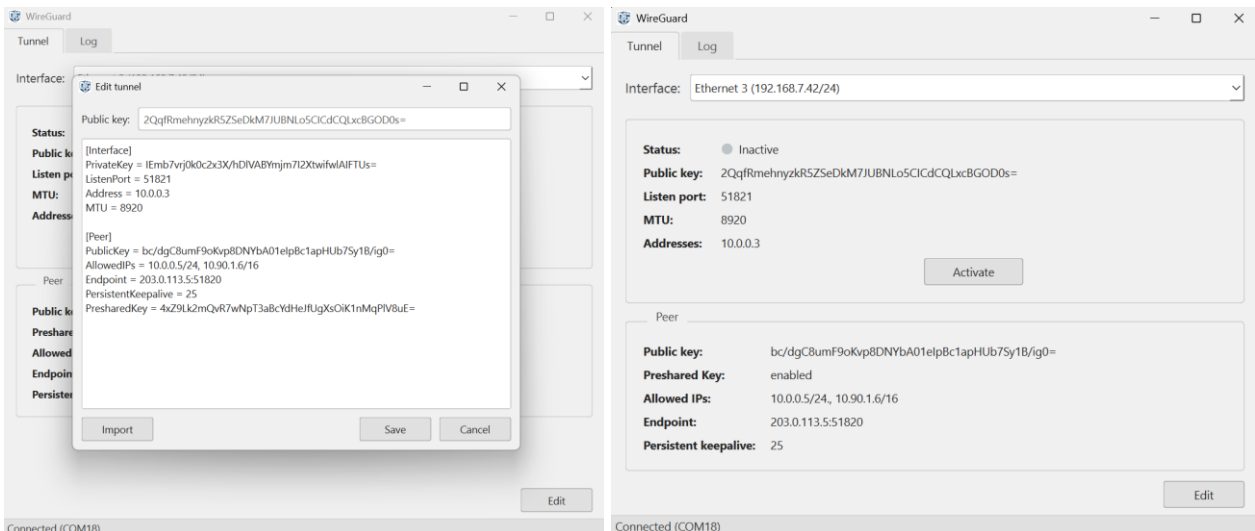 WireGuard
Tunnel Log
Interface:
Edit tunnel
Public key: 2QqfRmehnyzkR5ZSeDkM7JUBNLo5CICdCQLxcBGOD0s=
[Interface]
PrivateKey = IEmb7vrj0k0c2x3X/hDlVABYmjm7I2XtwifwlAIFTUs=
ListenPort = 51821
Address = 10.0.0.3
MTU = 8920
[Peer]
PublicKey = bc/dgC8umF9oKvp8DNYbA01eIpBc1apHUb7Sy1B/ig0=
AllowedIPs = 10.0.0.5/24, 10.90.1.6/16
Endpoint = 203.0.113.5:51820
PersistentKeepalive = 25
PresharedKey = 4xZ9Lk2mQvR7wNpT3aBcYdHeJfUgXsOiK1nMqPlV8uE=
Import Save Cancel
Status:
Public k
Listen p
MTU:
Address
Peer
Public k
Preshare
Allowed
Endpoin
Persiste
Edit
Connected (COM18)
WireGuard
Tunnel Log
Interface: Ethernet 3 (192.168.7.42/24)
Status: Inactive
Public key: 2QqfRmehnyzkR5ZSeDkM7JUBNLo5CICdCQLxcBGOD0s=
Listen port: 51821
MTU: 8920
Addresses: 10.0.0.3
Activate
Peer
Public key: bc/dgC8umF9oKvp8DNYbA01eIpBc1apHUb7Sy1B/ig0=
Preshared Key: enabled
Allowed IPs: 10.0.0.5/24., 10.90.1.6/16
Endpoint: 203.0.113.5:51820
Persistent keepalive: 25
Edit
Connected (COM18)